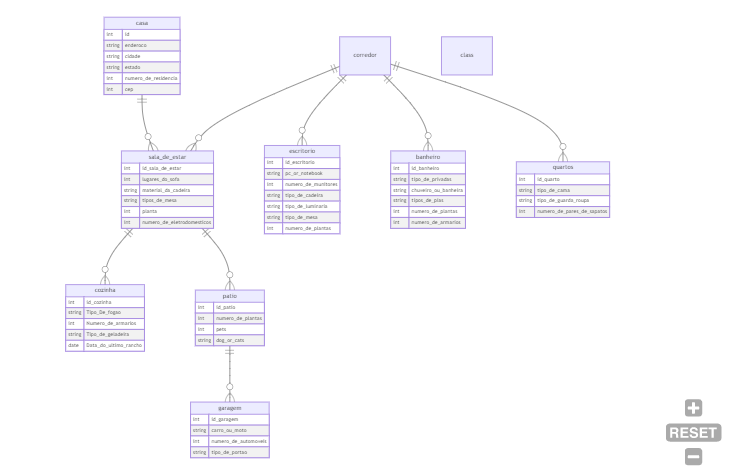 casa
int id
string endereco
string cidade
string estado
int numero_de_residencia
int cep
corredor
class
sala_de_estar
int id_sala_de_estar
int lugares_do_sofa
string material_da_cadeira
string tipas_de_mesa
int planta
int numero_de_eletrodomesticos
escritorio
int id_escritorio
string pc_or_notebook
int numero_de_munitores
string tipo_de_cadeira
string tipo_de_luminaria
string tipo_de_mesa
int numero_de_plantas
banheiro
int id_banheiro
string tipo_de_privadas
string chuveiro_ou_banheira
string tipas_de_pias
int numero_de_plantas
int numero_de_armarios
quartos
int id_quarto
string tipo_de_cama
string tipo_de_guarda_roupa
int numero_de_pares_de_sapatos
cozinha
int id_cozinha
string Tipo_De_fogao
int Numero_de_armarios
string Tipo_de_geladeira
date Data_do_ultimo_rancho
patio
int id_patio
int numero_de_plantas
int pets
string dog_or_cats
garagem
int id_garagem
string carro_ou_moto
int numero_de_automoveis
string tipo_de_portao
RESET